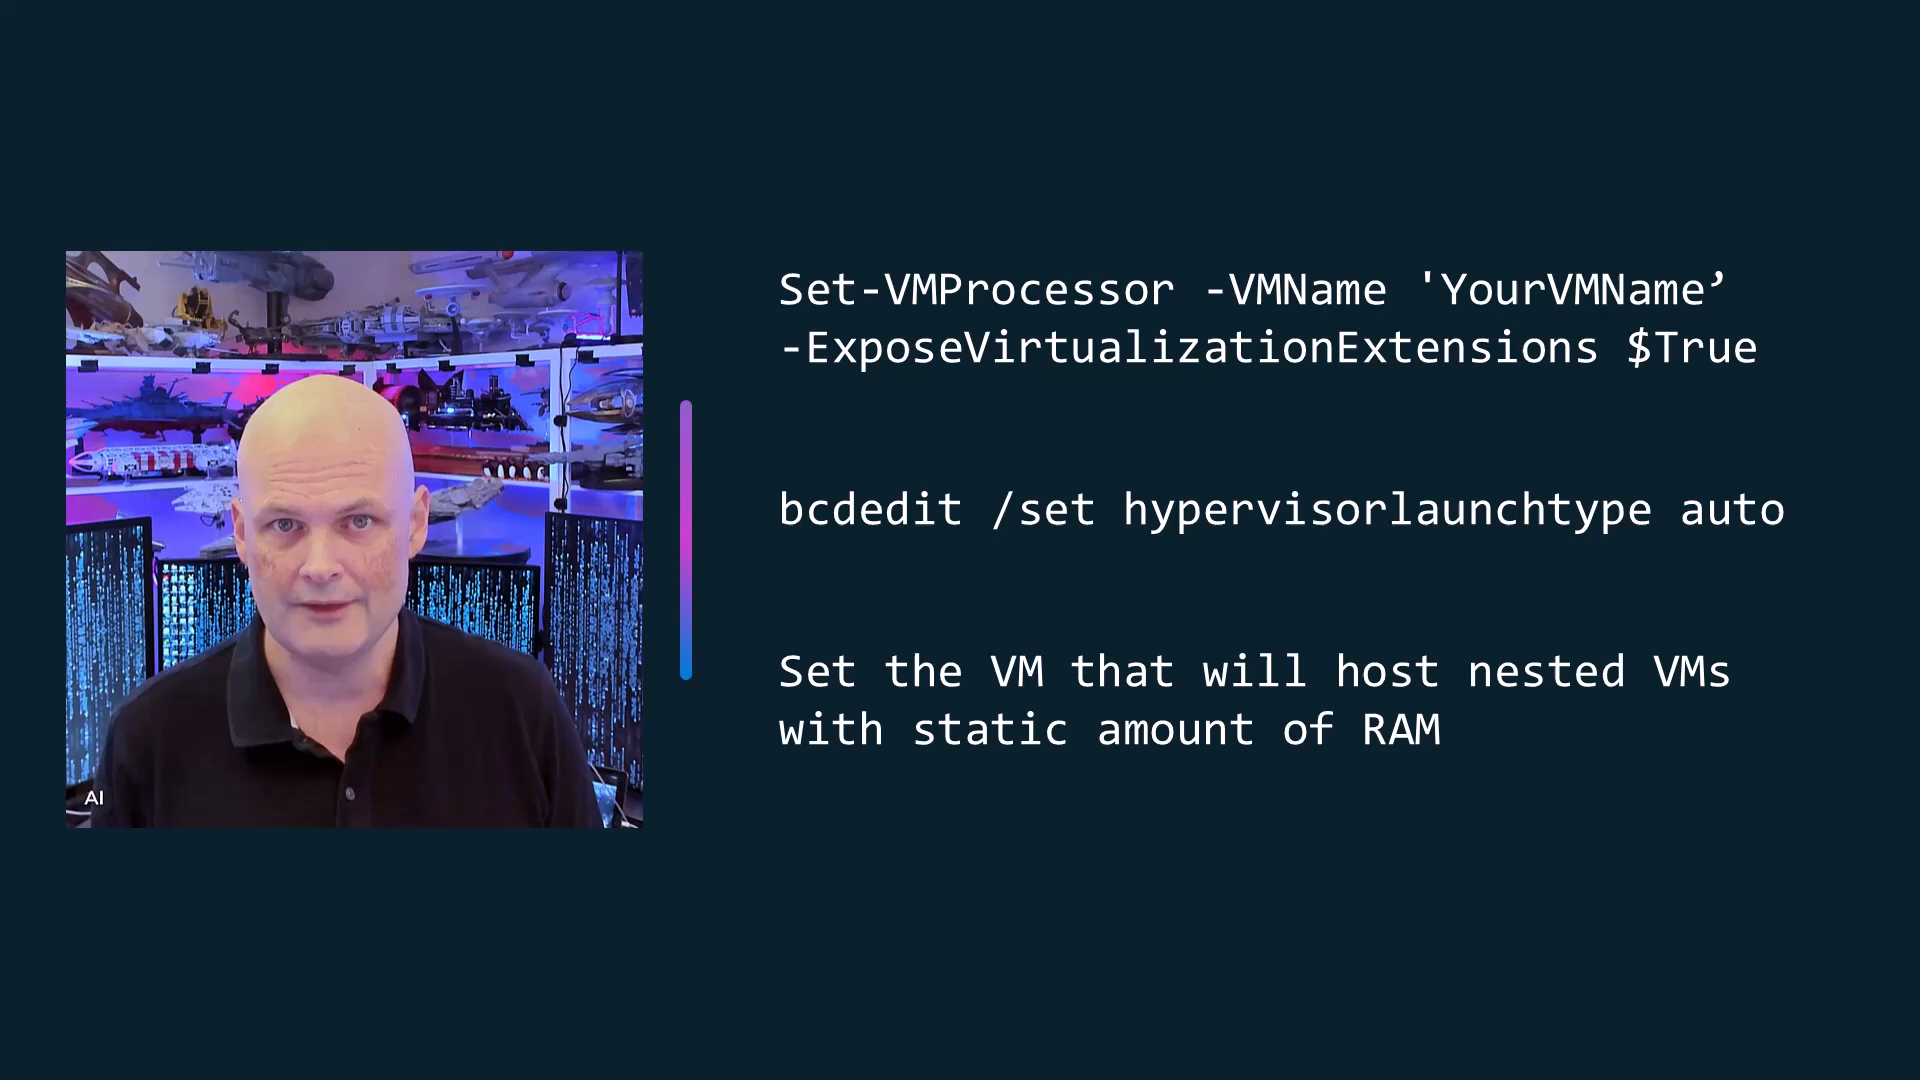 Set-VMProcessor -VMName 'YourVMName’
-ExposeVirtualizationExtensions $True
bcdedit /set hypervisorlaunchtype auto
Set the VM that will host nested VMs
with static amount of RAM
AI